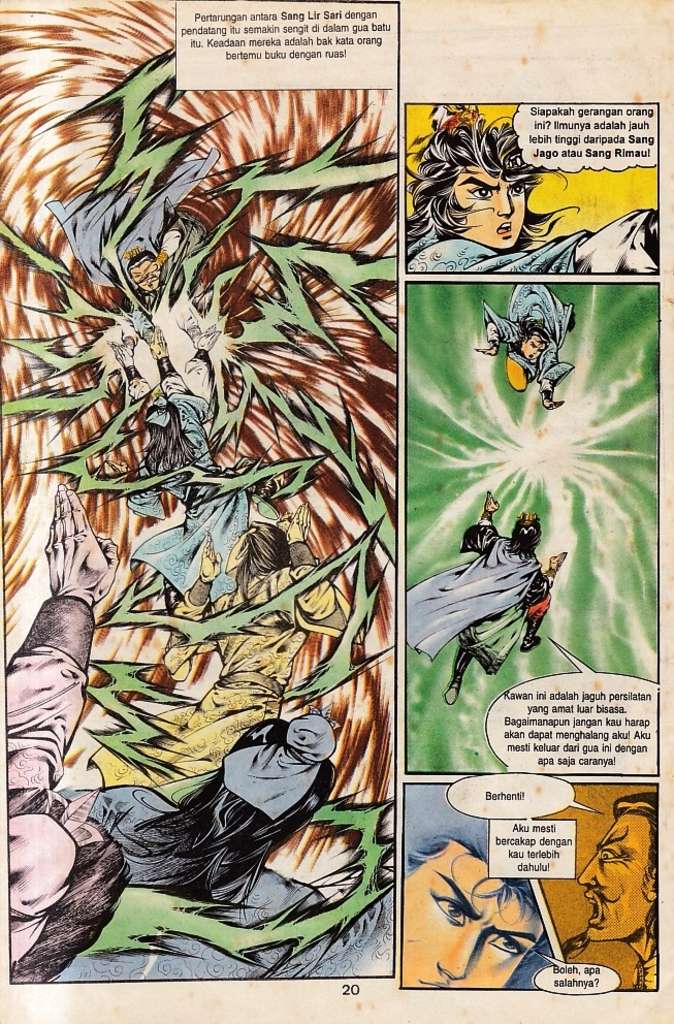 Pertarungan antara Sang Lir Sari dengan
pendatang itu semakin sengit di dalam gua batu
itu. Keadaan mereka adalah bak kata orang
bertemu buku dengan ruas!
Siapakah gerangan orang
ini? Ilmunya adalah jauh
lebih tinggi daripada Sang
Jago atau Sang Rimau!
Kawan ini adalah jaguh persilatan
yang amat luar bisasa.
Bagaimanapun jangan kau harap
akan dapat menghalang aku! Aku
mesti keluar dari gua ini dengan
apa saja caranya!
Berhenti!
Aku mesti
bercakap dengan
kau terlebih
dahulu!
Boleh, apa
salahnya?
20